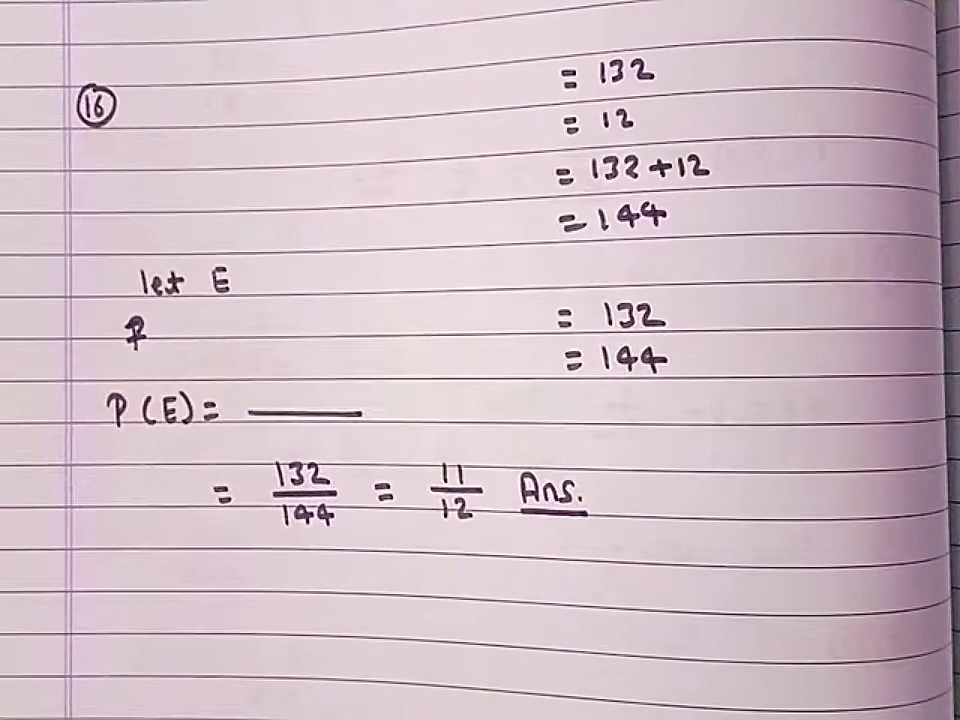 16 = 132
= 12
= 132 + 12
= 144
let E
P = 132
= 144
P (E) = ———
= 132/144 = 11/12 Ans.